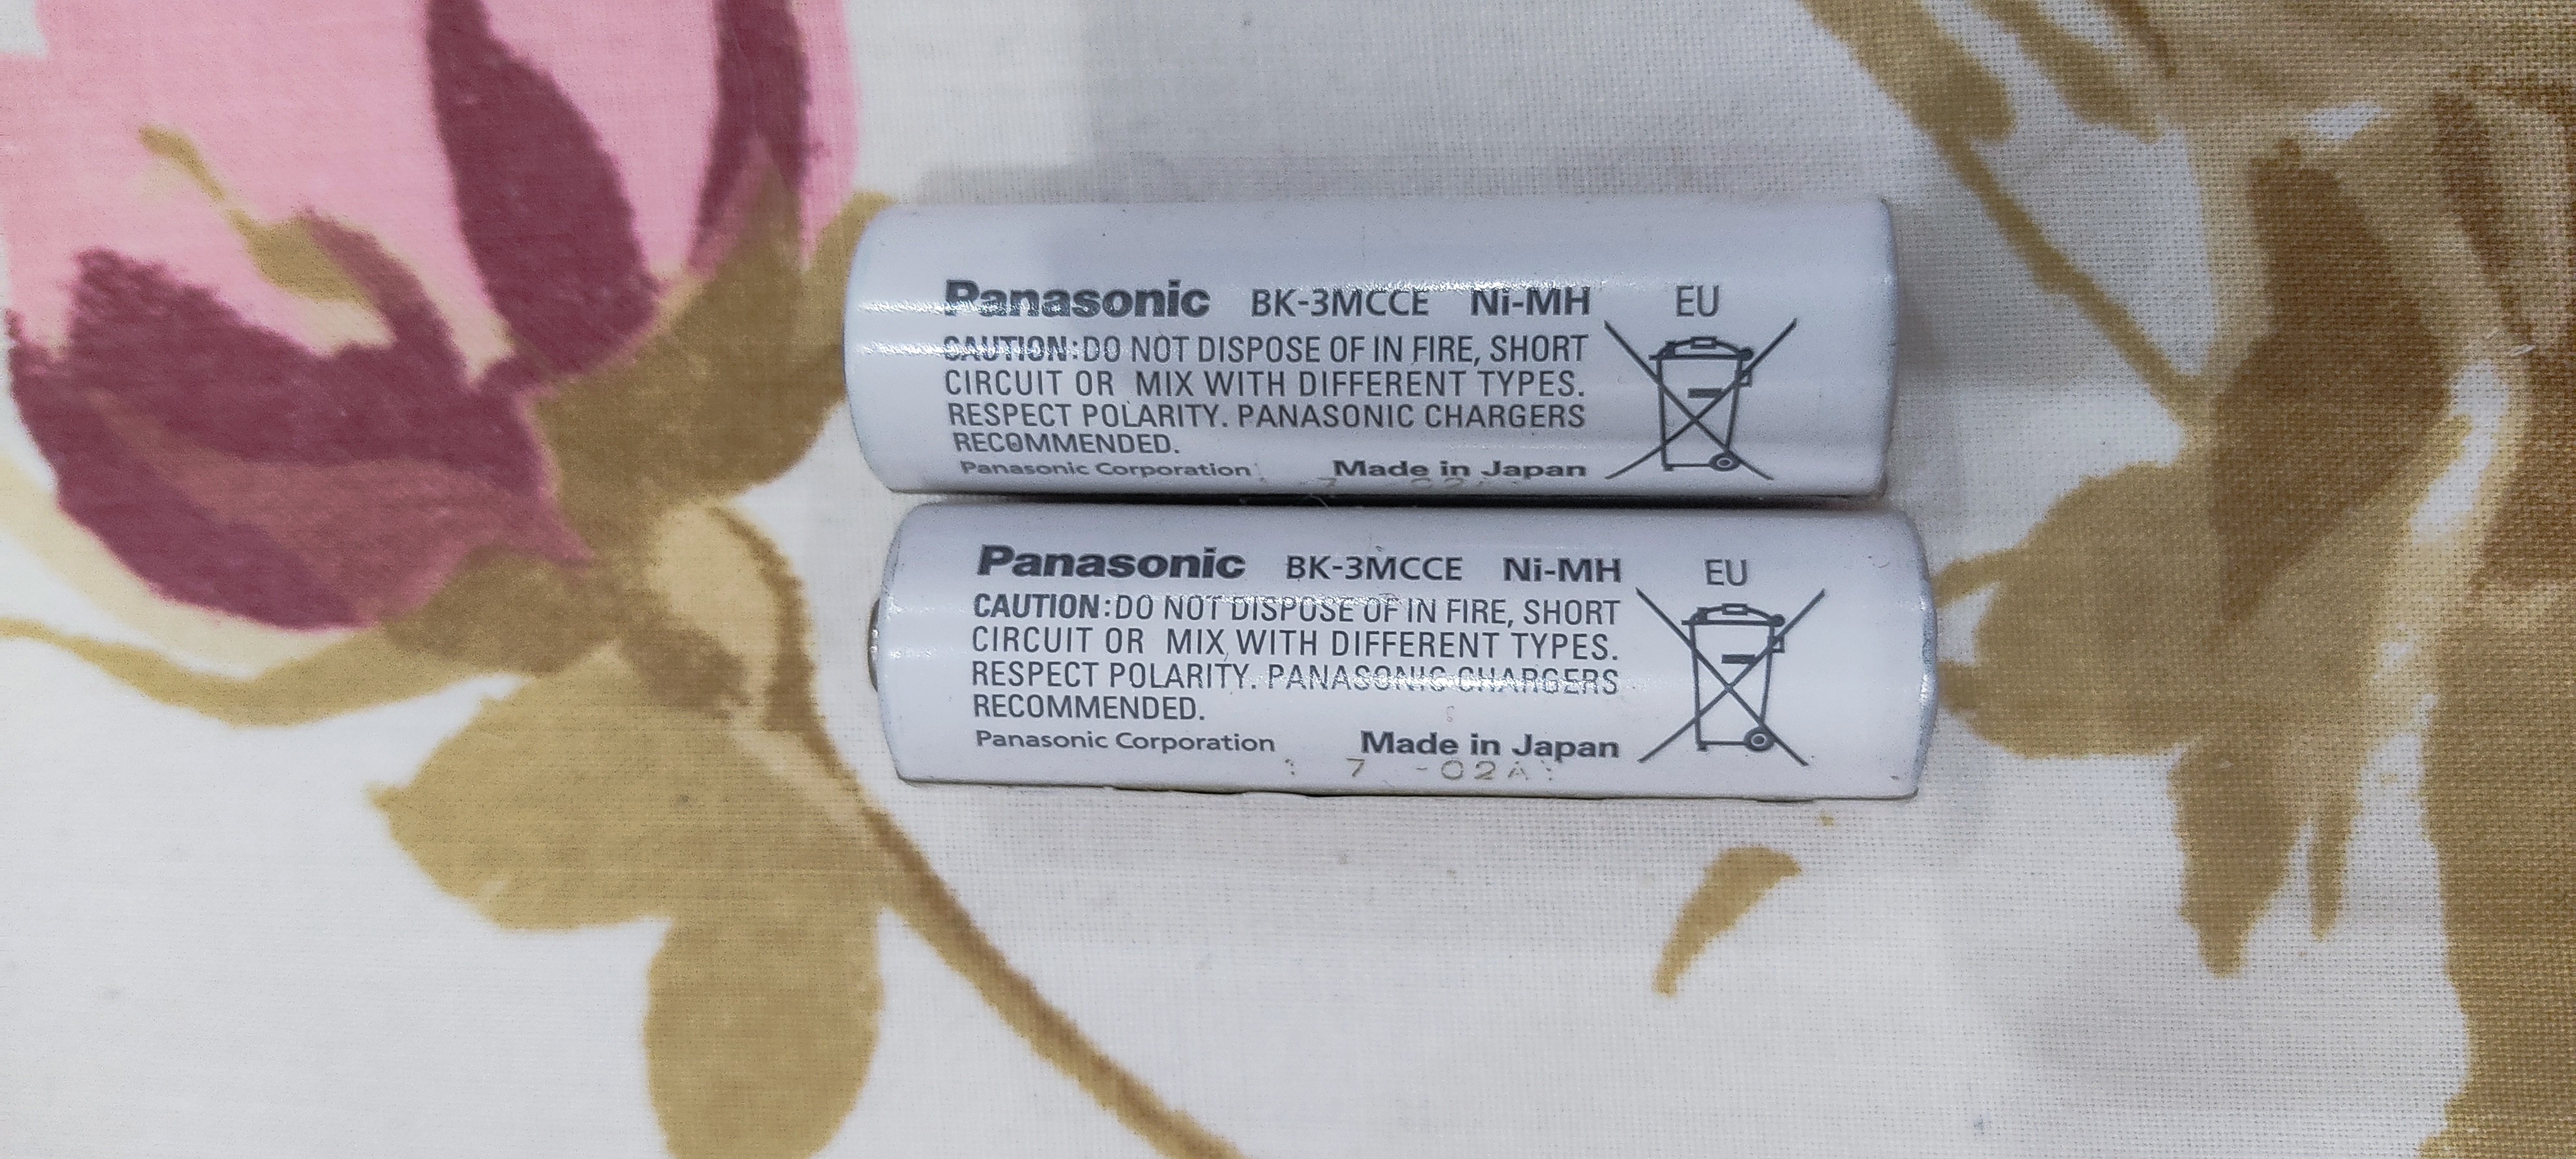 Panasonic BK-3MCCE Ni-MH EU
CAUTION:DO NOT DISPOSE OF IN FIRE, SHORT
CIRCUIT OR MIX WITH DIFFERENT TYPES.
RESPECT POLARITY. PANASONIC CHARGERS
RECOMMENDED.
Panasonic Corporation Made in Japan
Panasonic BK-3MCCE Ni-MH EU
CAUTION:DO NOT DISPOSE OF IN FIRE, SHORT
CIRCUIT OR MIX WITH DIFFERENT TYPES.
RESPECT POLARITY. PANASONIC CHARGERS
RECOMMENDED.
Panasonic Corporation Made in Japan
7 -02A